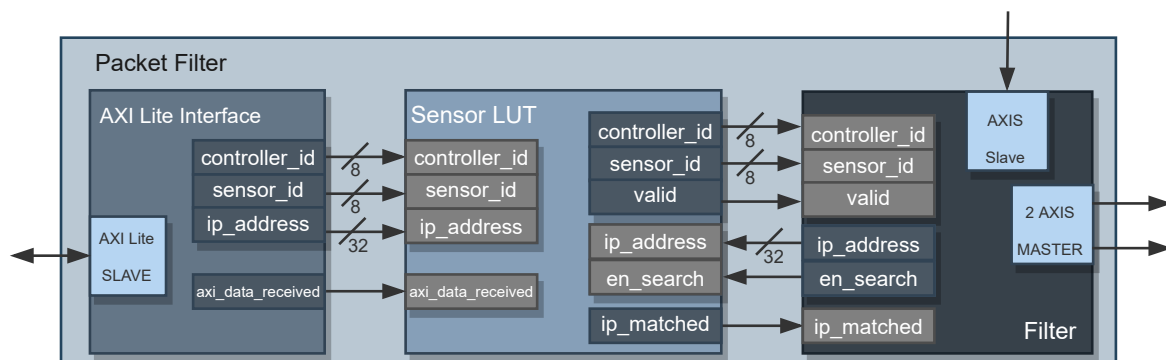 Packet Filter
AXI Lite Interface
controller_id
8
sensor_id
8
ip_address
32
axi_data_received
AXI Lite
SLAVE
Sensor LUT
controller_id
sensor_id
ip_address
axi_data_received
controller_id
8
sensor_id
8
valid
ip_address
32
en_search
ip_matched
AXIS
Slave
controller_id
sensor_id
valid
ip_address
en_search
ip_matched
2 AXIS
MASTER
Filter